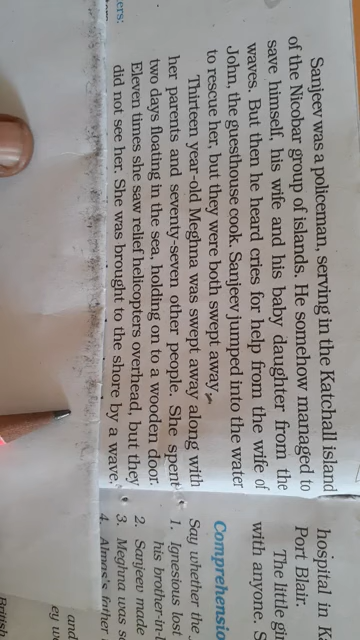 Sanjeev was a policeman, serving in the Katchall island
of the Nicobar group of islands. He somehow managed to
save himself, his wife and his baby daughter from the
waves. But then he heard cries for help from the wife of
John, the guesthouse cook. Sanjeev jumped into the water
to rescue her, but they were both swept away.
Thirteen year-old Meghna was swept away along with
her parents and seventy-seven other people. She spent
two days floating in the sea, holding on to a wooden door.
Eleven times she saw relief helicopters overhead, but they
did not see her. She was brought to the shore by a wave,
hospital in
Port Blair.
The little
with anyone.
Comprehensio
Say whether the
1. Ignesious lost
his
2. Sanjeev made
3. Meghna was
4. father
and
British